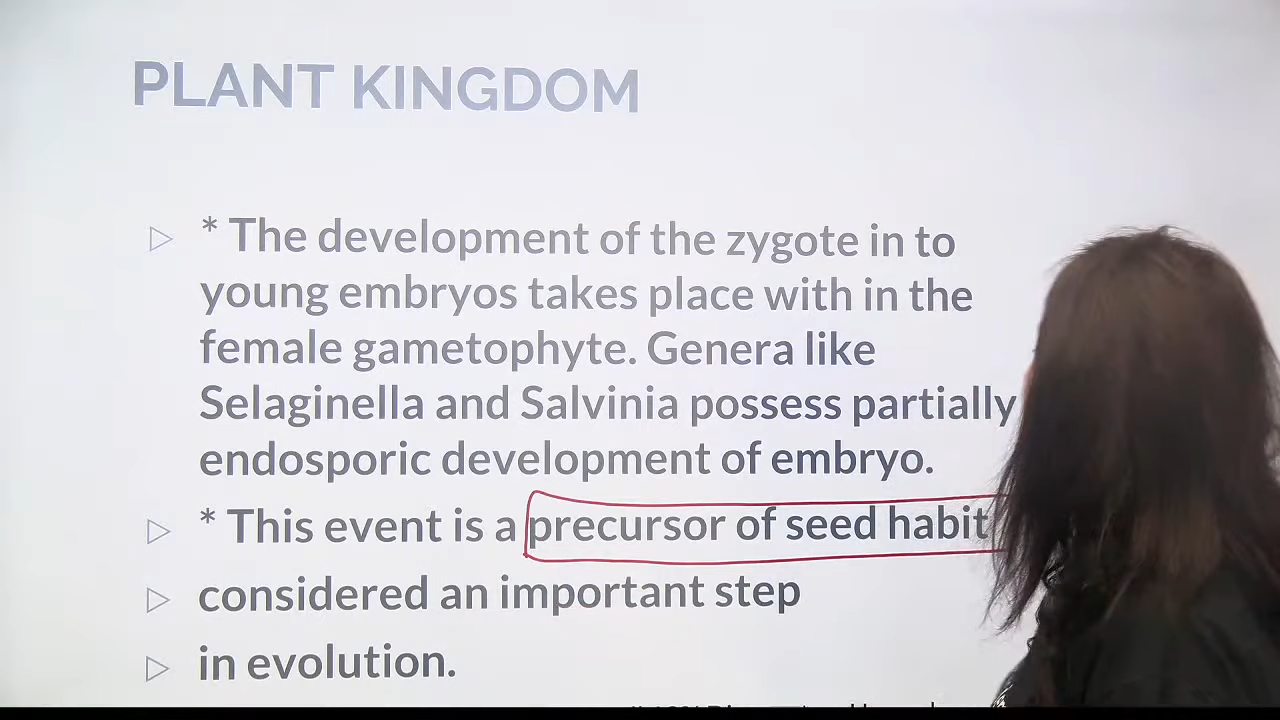 PLANT KINGDOM
* The development of the zygote in to
young embryos takes place with in the
female gametophyte. Genera like
Selaginella and Salvinia possess partially
endosporic development of embryo.
* This event is a precursor of seed habit
considered an important step
in evolution.